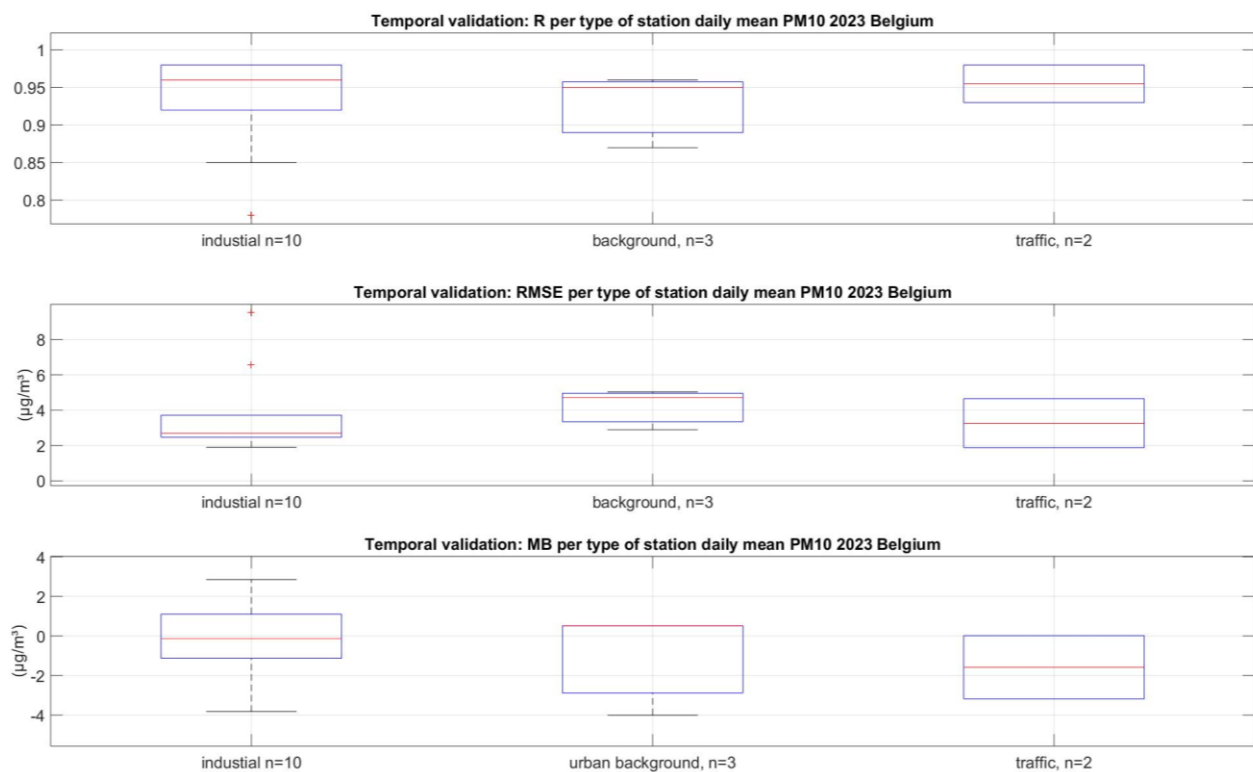 Temporal validation: R per type of station daily mean PM10 2023 Belgium
1
0.95
0.9
0.85
0.8
industial n=10
background, n=3
traffic, n=2
Temporal validation: RMSE per type of station daily mean PM10 2023 Belgium
(µg/m³)
8
6
4
2
0
industial n=10
background, n=3
traffic, n=2
Temporal validation: MB per type of station daily mean PM10 2023 Belgium
(µg/m³)
4
2
0
-2
-4
industial n=10
urban background, n=3
traffic, n=2